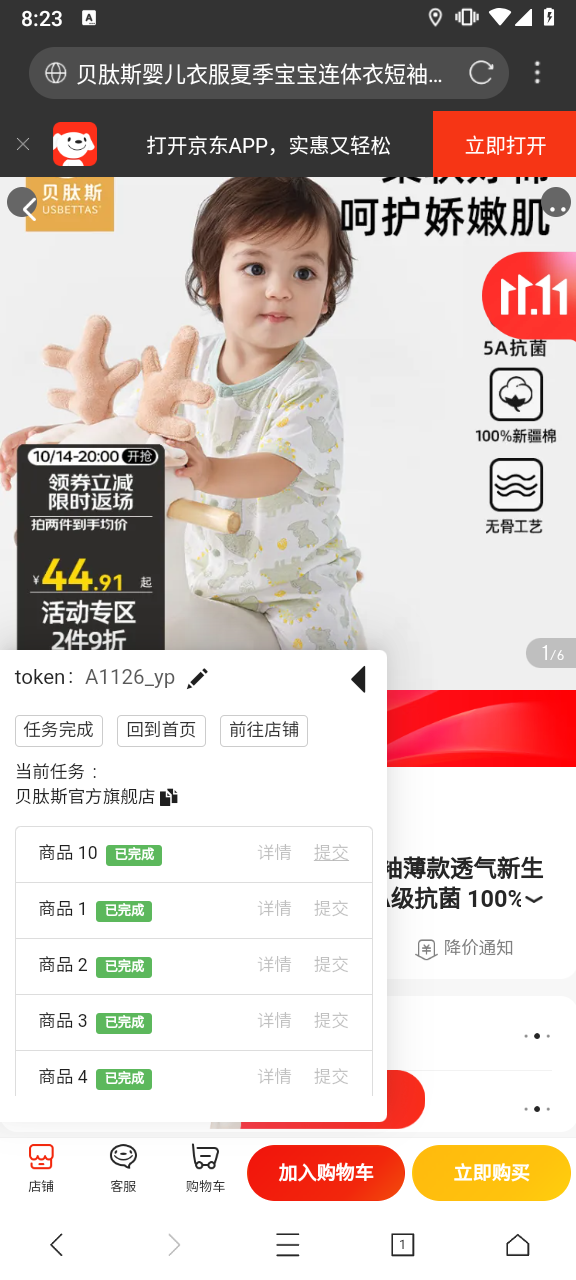 8:23
贝肽斯婴儿衣服夏季宝宝连体衣短袖...
打开京东APP，实惠又轻松
立即打开
贝肽斯
USBETTAS
呵护娇嫩肌
11.11
5A抗菌
100%新疆棉
无骨工艺
10/14-20:00 开抢
领券立减
限时返场
拍两件到手均价
¥44.91 起
活动专区
2件9折
1/6
token： A1126_yp
任务完成 回到首页 前往店铺
当前任务 ：
贝肽斯官方旗舰店
商品 10 已完成 详情 提交
商品 1 已完成 详情 提交
商品 2 已完成 详情 提交
商品 3 已完成 详情 提交
商品 4 已完成 详情 提交
袖薄款透气新生
A级抗菌 100%
降价通知
店铺 客服 购物车 加入购物车 立即购买
1